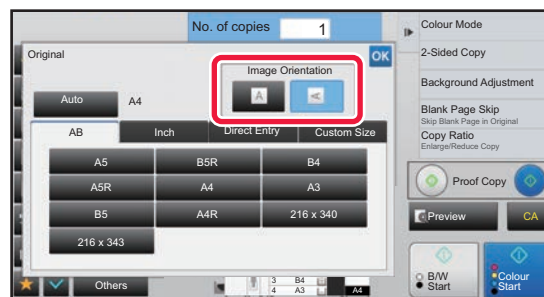 No. of copies 1
Original
OK
Image Orientation
A A
Auto A4
AB Inch Direct Entry Custom Size
A5 B5R B4
A5R A4 A3
B5 A4R 216 x 340
216 x 343
Others
3 B4
4 A3
A4
Colour Mode
2-Sided Copy
Background Adjustment
Blank Page Skip
Skip Blank Page in Original
Copy Ratio
Enlarge/Reduce Copy
Proof Copy
Preview CA
B/W
Start
Colour
Start